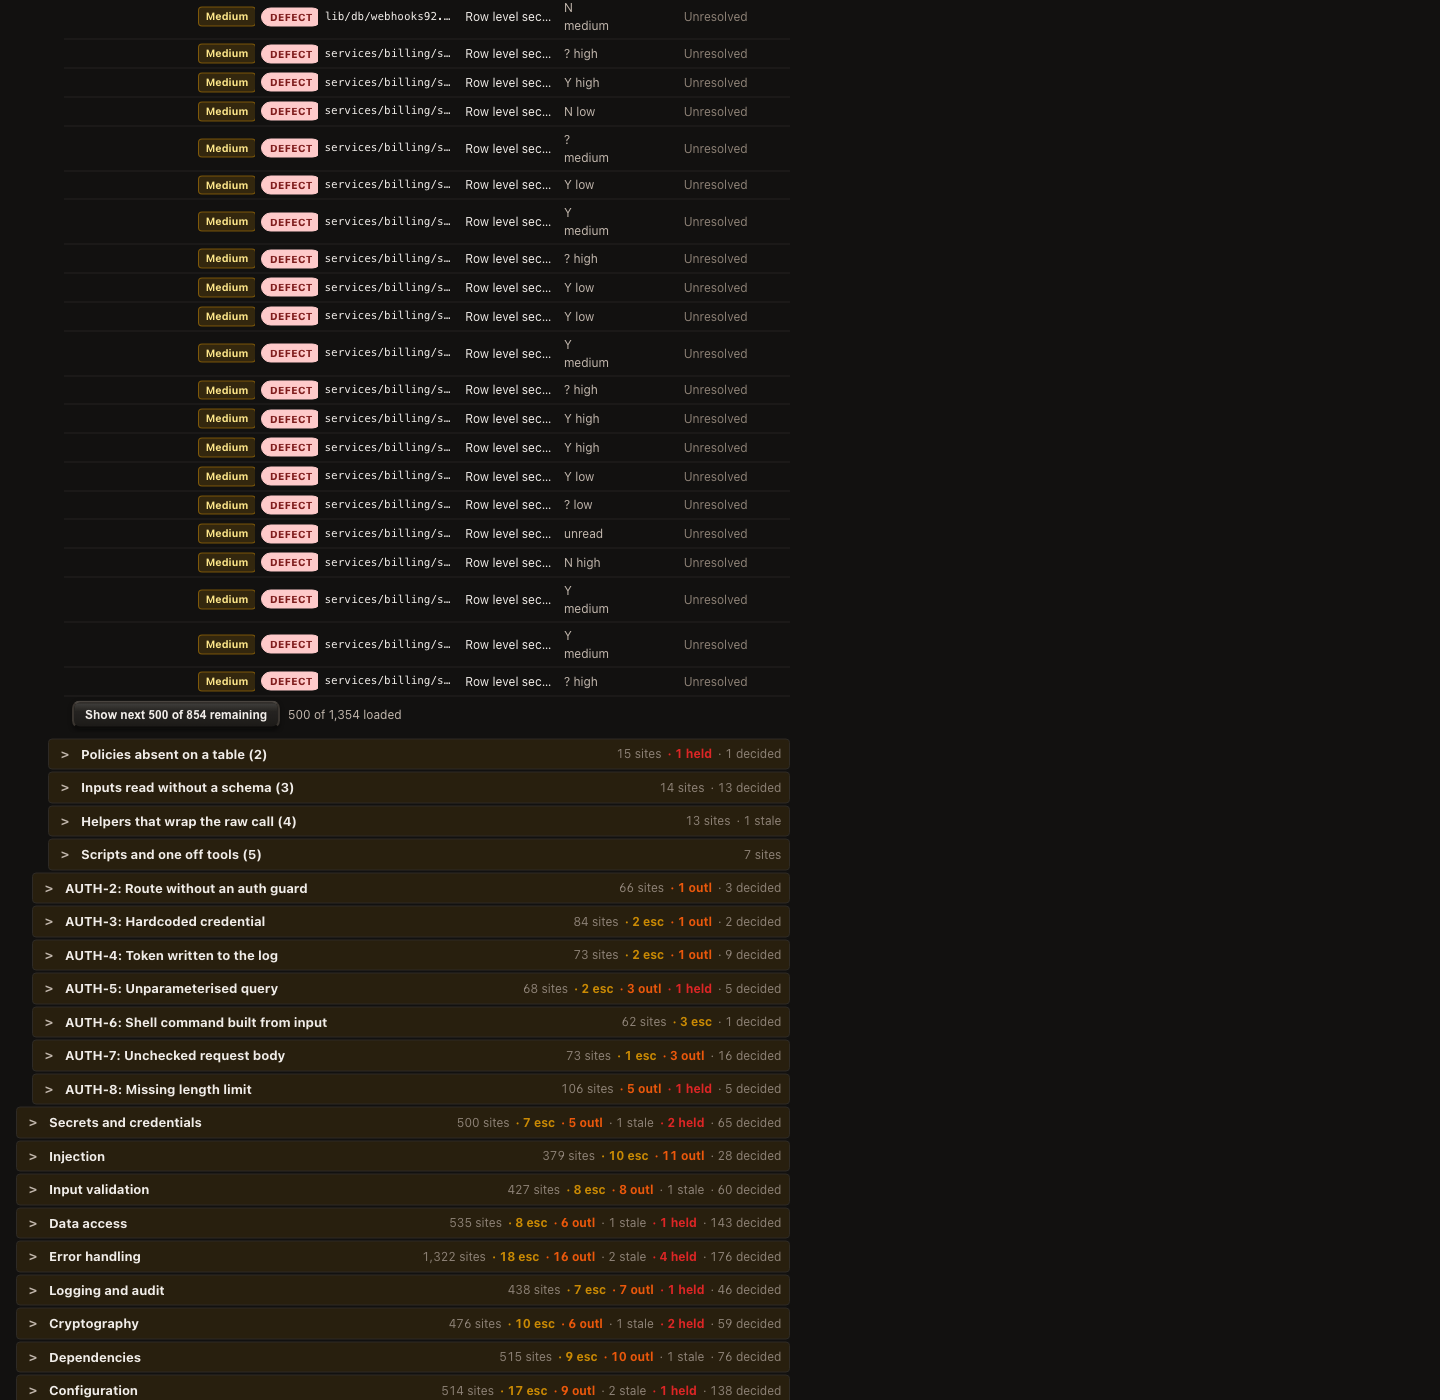 Medium DEFECT lib/db/webhooks92.… Row level sec… N medium Unresolved
Medium DEFECT services/billing/s… Row level sec… ? high Unresolved
Medium DEFECT services/billing/s… Row level sec… Y high Unresolved
Medium DEFECT services/billing/s… Row level sec… N low Unresolved
Medium DEFECT services/billing/s… Row level sec… ? medium Unresolved
Medium DEFECT services/billing/s… Row level sec… Y low Unresolved
Medium DEFECT services/billing/s… Row level sec… Y medium Unresolved
Medium DEFECT services/billing/s… Row level sec… ? high Unresolved
Medium DEFECT services/billing/s… Row level sec… Y low Unresolved
Medium DEFECT services/billing/s… Row level sec… Y low Unresolved
Medium DEFECT services/billing/s… Row level sec… Y medium Unresolved
Medium DEFECT services/billing/s… Row level sec… ? high Unresolved
Medium DEFECT services/billing/s… Row level sec… Y high Unresolved
Medium DEFECT services/billing/s… Row level sec… Y high Unresolved
Medium DEFECT services/billing/s… Row level sec… Y low Unresolved
Medium DEFECT services/billing/s… Row level sec… ? low Unresolved
Medium DEFECT services/billing/s… Row level sec… unread Unresolved
Medium DEFECT services/billing/s… Row level sec… N high Unresolved
Medium DEFECT services/billing/s… Row level sec… Y medium Unresolved
Medium DEFECT services/billing/s… Row level sec… Y medium Unresolved
Medium DEFECT services/billing/s… Row level sec… ? high Unresolved
Show next 500 of 854 remaining 500 of 1,354 loaded
> Policies absent on a table (2) 15 sites · 1 held · 1 decided
> Inputs read without a schema (3) 14 sites · 13 decided
> Helpers that wrap the raw call (4) 13 sites · 1 stale
> Scripts and one off tools (5) 7 sites
> AUTH-2: Route without an auth guard 66 sites · 1 outl · 3 decided
> AUTH-3: Hardcoded credential 84 sites · 2 esc · 1 outl · 2 decided
> AUTH-4: Token written to the log 73 sites · 2 esc · 1 outl · 9 decided
> AUTH-5: Unparameterised query 68 sites · 2 esc · 3 outl · 1 held · 5 decided
> AUTH-6: Shell command built from input 62 sites · 3 esc · 1 decided
> AUTH-7: Unchecked request body 73 sites · 1 esc · 3 outl · 16 decided
> AUTH-8: Missing length limit 106 sites · 5 outl · 1 held · 5 decided
> Secrets and credentials 500 sites · 7 esc · 5 outl · 1 stale · 2 held · 65 decided
> Injection 379 sites · 10 esc · 11 outl · 28 decided
> Input validation 427 sites · 8 esc · 8 outl · 1 stale · 60 decided
> Data access 535 sites · 8 esc · 6 outl · 1 stale · 1 held · 143 decided
> Error handling 1,322 sites · 18 esc · 16 outl · 2 stale · 4 held · 176 decided
> Logging and audit 438 sites · 7 esc · 7 outl · 1 held · 46 decided
> Cryptography 476 sites · 10 esc · 6 outl · 1 stale · 2 held · 59 decided
> Dependencies 515 sites · 9 esc · 10 outl · 1 stale · 76 decided
> Configuration 514 sites · 17 esc · 9 outl · 2 stale · 1 held · 138 decided